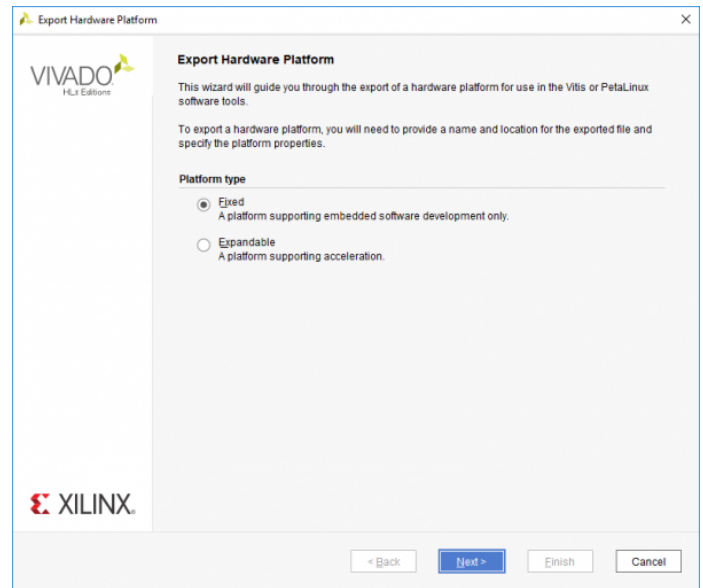 Export Hardware Platform
VIVADO
HLx Editions
Export Hardware Platform
This wizard will guide you through the export of a hardware platform for use in the Vitis or PetaLinux
software tools.
To export a hardware platform, you will need to provide a name and location for the exported file and
specify the platform properties.
Platform type
Fixed
A platform supporting embedded software development only.
Expandable
A platform supporting acceleration.
XILINX.
< Back
Next >
Finish
Cancel